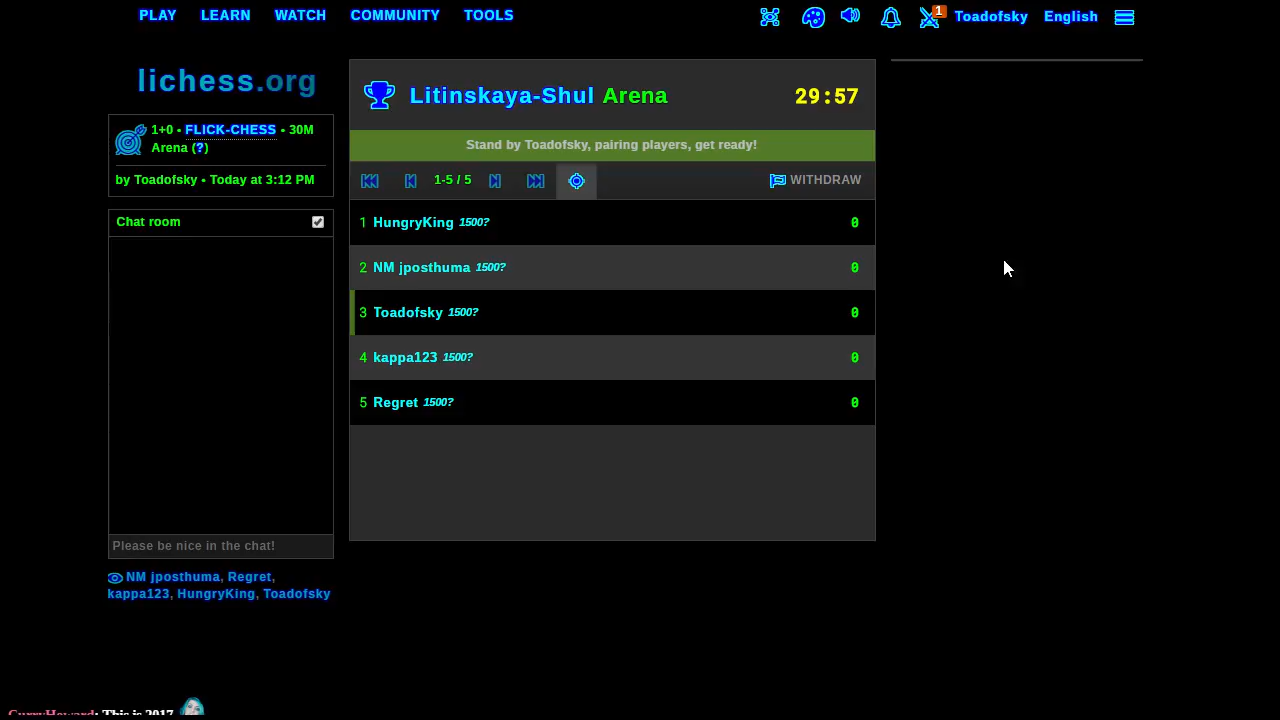 PLAY LEARN WATCH COMMUNITY TOOLS 1 Toadofsky English
lichess.org
1+0 • FLICK-CHESS • 30M
Arena (?)
by Toadofsky • Today at 3:12 PM
Chat room
Please be nice in the chat!
NM jposthuma, Regret,
kappa123, HungryKing, Toadofsky
Litinskaya-Shul Arena 29:57
Stand by Toadofsky, pairing players, get ready!
1-5 / 5 WITHDRAW
1 HungryKing 1500? 0
2 NM jposthuma 1500? 0
3 Toadofsky 1500? 0
4 kappa123 1500? 0
5 Regret 1500? 0
CurryHoward: This is 2017